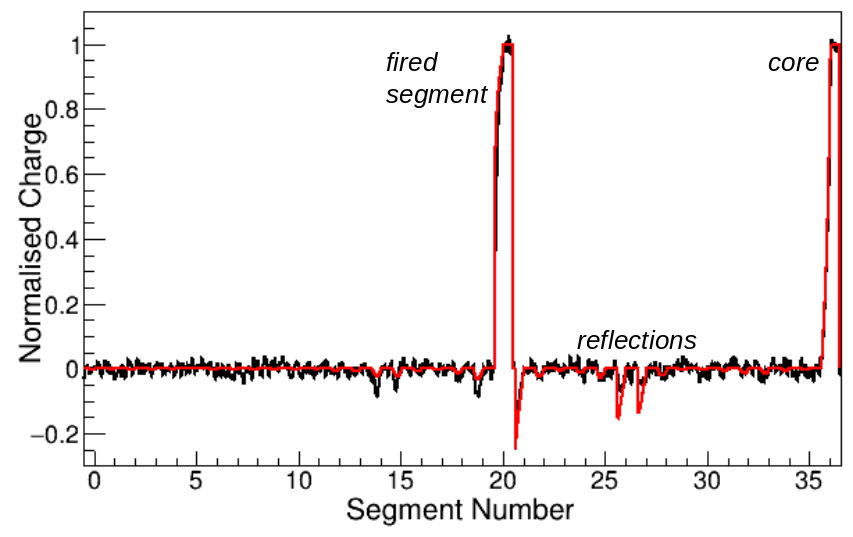 fired
segment
core
reflections
Normalised Charge
1
0.8
0.6
0.4
0.2
0
−0.2
0 5 10 15 20 25 30 35
Segment Number